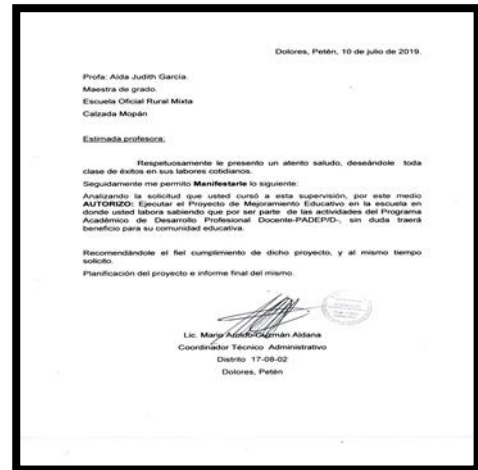 Dolores, Petén, 10 de julio de 2019.
Profa: Aida Judith García.
Maestra de grado.
Escuela Oficial Rural Mixta
Calzada Mopán
Estimada profesora:
Respetuosamente le presento un atento saludo, deseándole toda
clase de éxitos en sus labores cotidianos.
Seguidamente me permito Manifestarle lo siguiente:
Analizando la solicitud que usted cursó a esta supervisión, por este medio
AUTORIZO: Ejecutar el Proyecto de Mejoramiento Educativo en la escuela en
donde usted labora sabiendo que por ser parte de las actividades del Programa
Académico de Desarrollo Profesional Docente-PADEP/D-, sin duda traerá
beneficio para su comunidad educativa.
Recomendándole el fiel cumplimiento de dicho proyecto, y al mismo tiempo
solicito.
Planificación del proyecto e informe final del mismo.
Lic. Mario Guzmán Aldana
Coordinador Técnico Administrativo
Distrito 17-08-02
Dolores, Petén